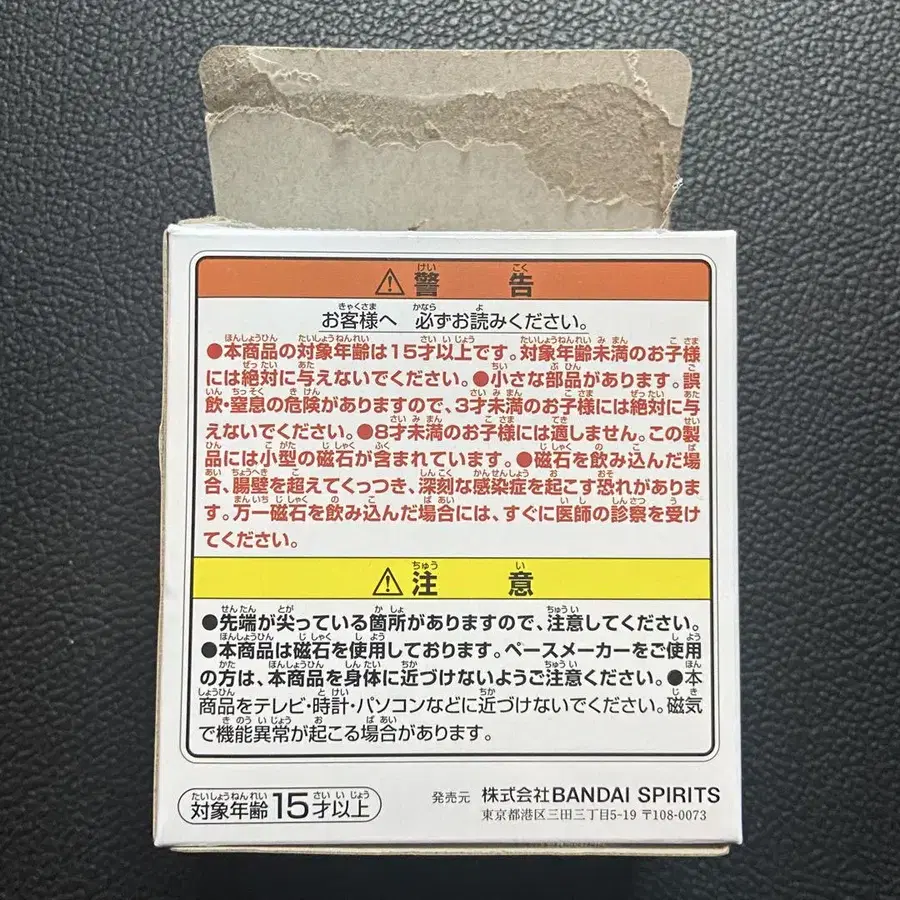 ⚠警告
お客様へ 必ずお読みください。
●本商品の対象年齢は15才以上です。対象年齢未満のお子様
には絶対に与えないでください。●小さな部品があります。誤
飲・窒息の危険がありますので、3才未満のお子様には絶対に与
えないでください。●8才未満のお子様には適しません。この製
品には小型の磁石が含まれています。●磁石を飲み込んだ場
合、腸壁を超えてくっつき、深刻な感染症を起こす恐れがありま
す。万一磁石を飲み込んだ場合には、すぐに医師の診察を受け
てください。
⚠注意
●先端が尖っている箇所がありますので、注意してください。
●本商品は磁石を使用しております。ペースメーカーをご使用
の方は、本商品を身体に近づけないようご注意ください。●本
商品をテレビ・時計・パソコンなどに近づけないでください。磁気
で機能異常が起こる場合があります。
対象年齢15才以上
発売元 株式会社BANDAI SPIRITS
東京都港区三田三丁目5-19 〒108-0073